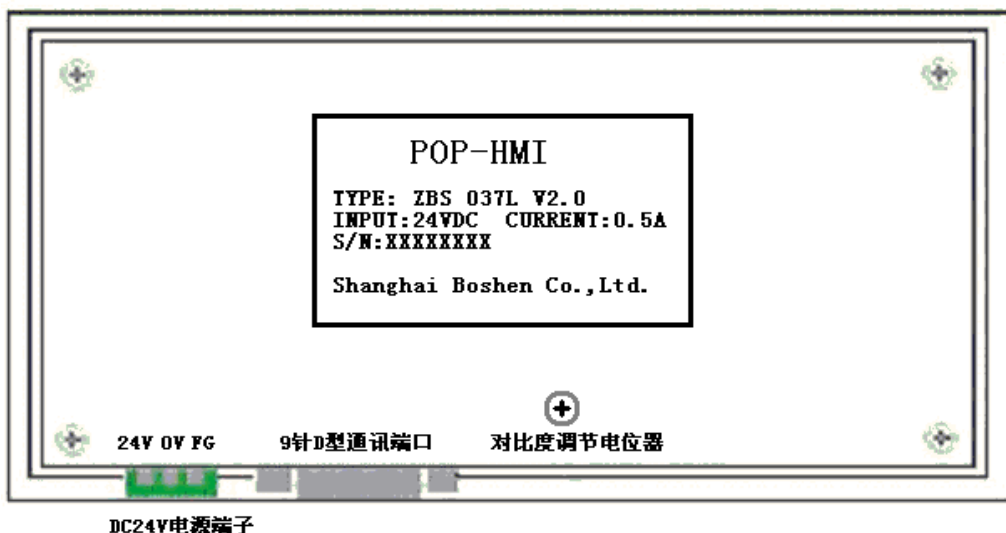 POP-HMI
TYPE: ZBS 037L V2.0
INPUT:24VDC CURRENT:0.5A
S/N:XXXXXXXX
Shanghai Boshen Co.,Ltd.
24V 0V FG
9针D型通讯端口
对比度调节电位器
DC24V电源端子